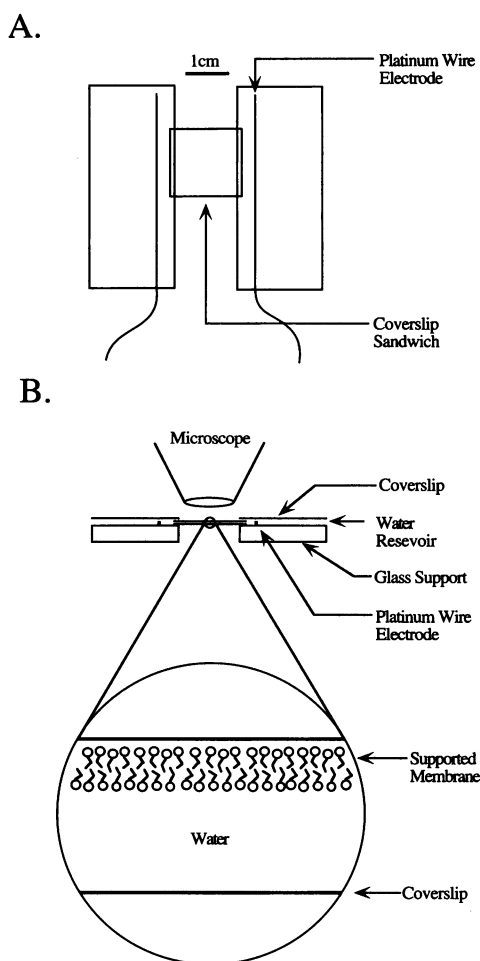 A.
1cm
Platinum Wire
Electrode
Coverslip
Sandwich
B.
Microscope
Coverslip
Water
Resevoir
Glass Support
Platinum Wire
Electrode
Supported
Membrane
Water
Coverslip